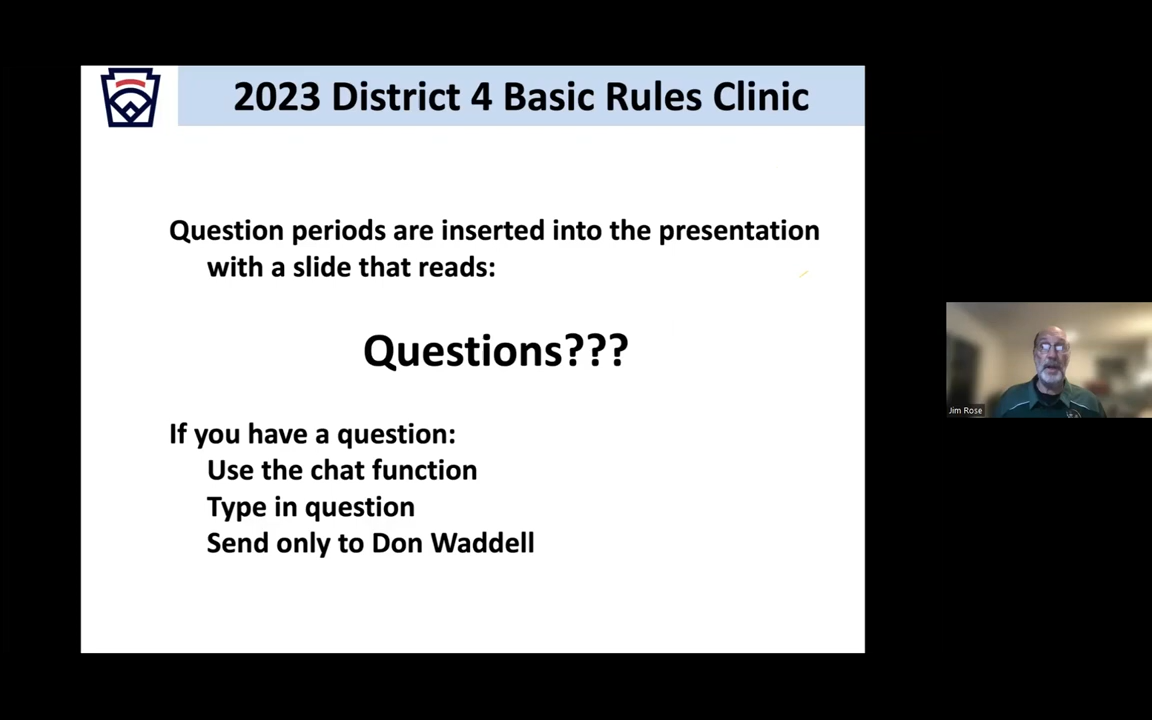 2023 District 4 Basic Rules Clinic
Question periods are inserted into the presentation
with a slide that reads:
Questions???
If you have a question:
Use the chat function
Type in question
Send only to Don Waddell
Jim Rose